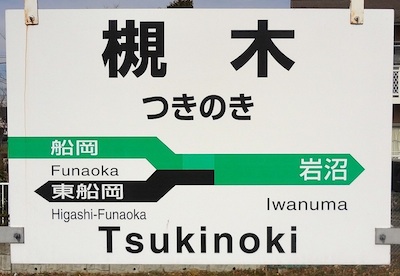 槻木
つきのき
船岡
Funaoka
東船岡
Higashi-Funaoka
岩沼
Iwanuma
Tsukinoki